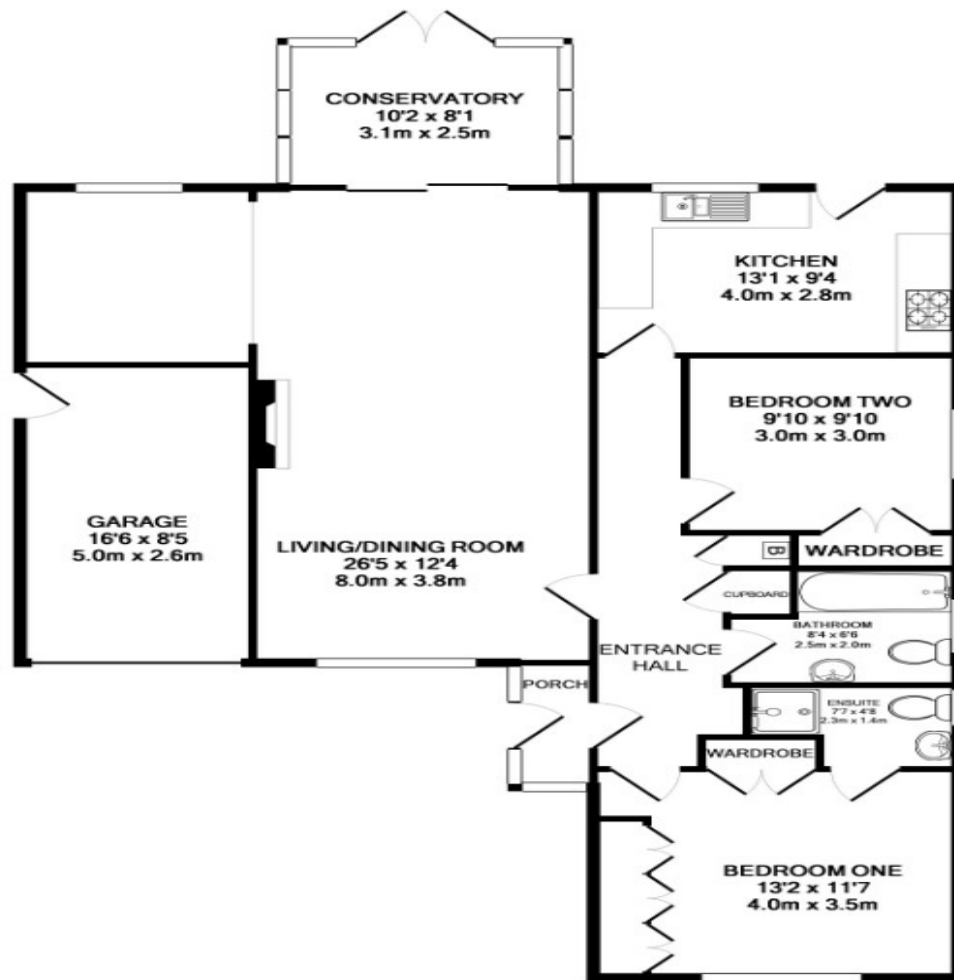 CONSERVATORY
10'2 x 8'1
3.1m x 2.5m
KITCHEN
13'1 x 9'4
4.0m x 2.8m
BEDROOM TWO
9'10 x 9'10
3.0m x 3.0m
GARAGE
16'6 x 8'5
5.0m x 2.6m
LIVING/DINING ROOM
26'5 x 12'4
8.0m x 3.8m
B
WARDROBE
CUPBOARD
BATHROOM
8'4 x 6'6
2.5m x 2.0m
ENTRANCE
HALL
PORCH
ENSUITE
7'7 x 4'8
2.3m x 1.4m
WARDROBE
BEDROOM ONE
13'2 x 11'7
4.0m x 3.5m